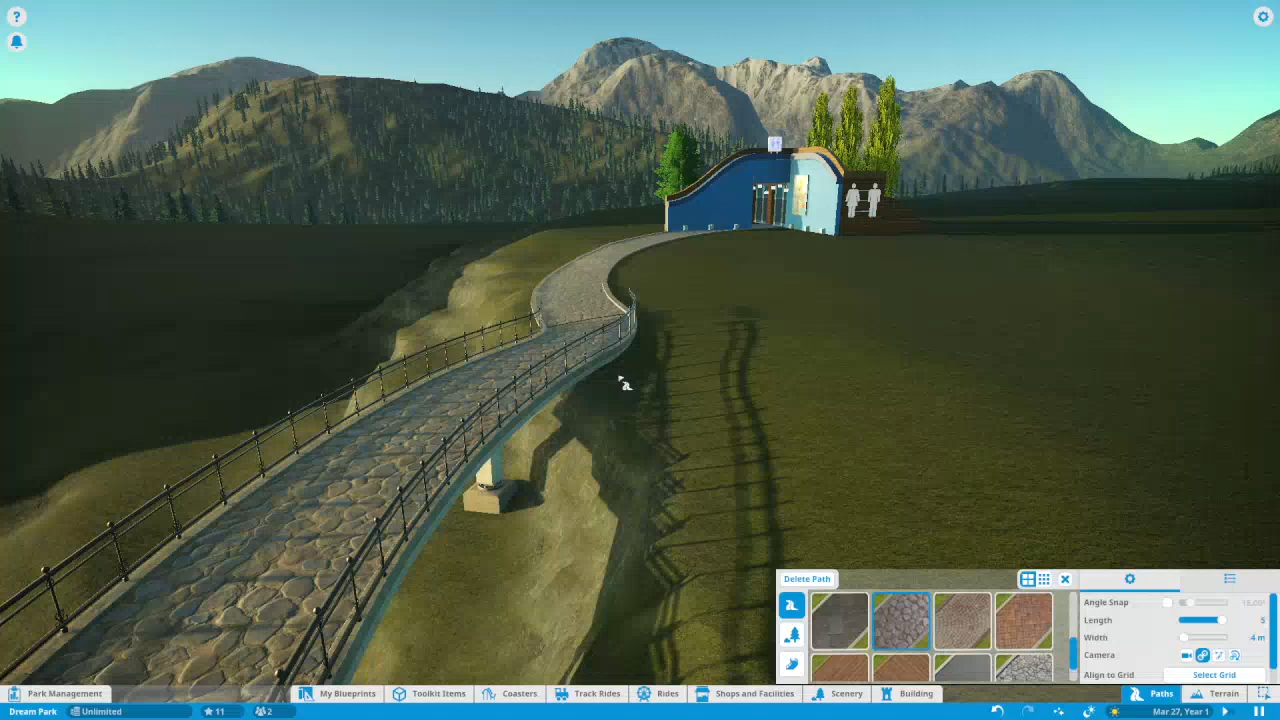 ?
Delete Path
Angle Snap 18.00°
Length 5
Width 4 m
Camera
Align to Grid Select Grid
Park Management My Blueprints Toolkit Items Coasters Track Rides Rides Shops and Facilities Scenery Building Paths Terrain
Dream Park Unlimited 11 2 Mar 27, Year 1